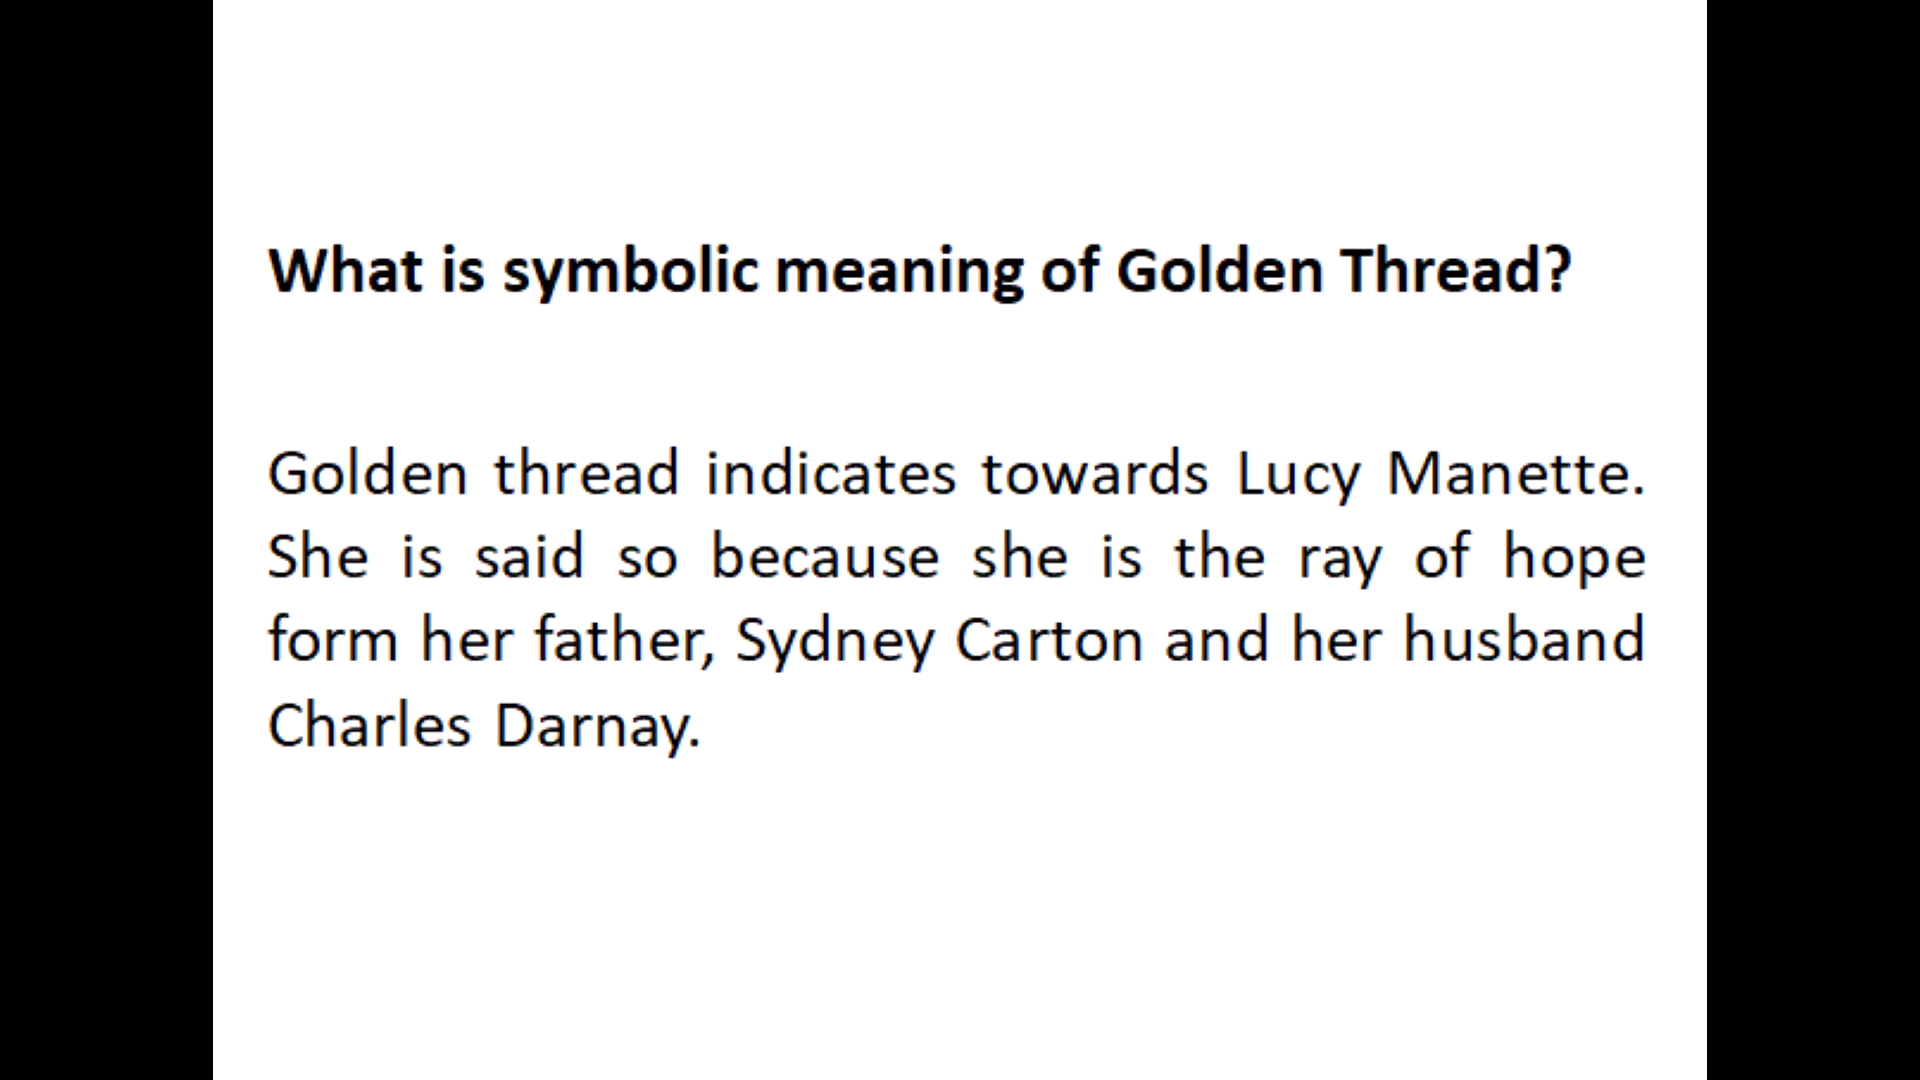 What is symbolic meaning of Golden Thread?
Golden thread indicates towards Lucy Manette.
She is said so because she is the ray of hope
form her father, Sydney Carton and her husband
Charles Darnay.